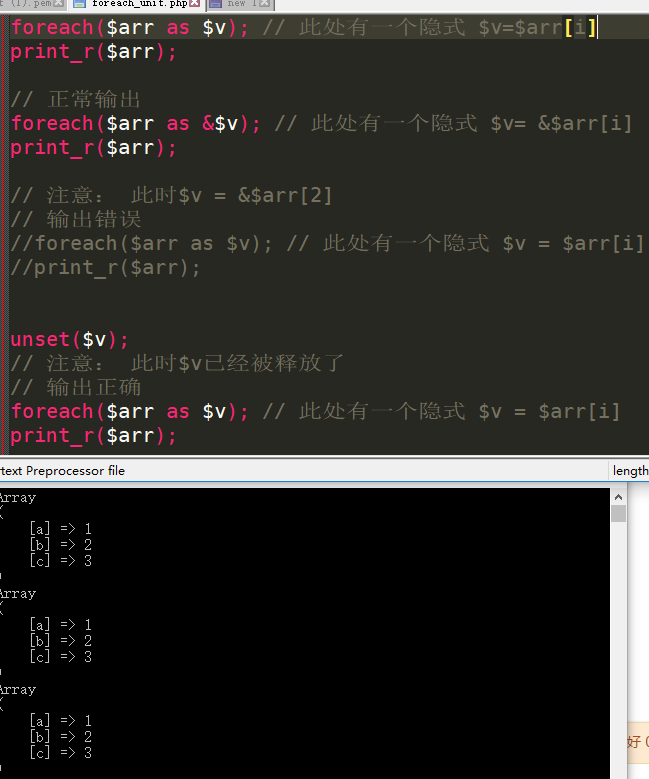 t (1).pem foreach_unit.php new 1
foreach($arr as $v); // 此处有一个隐式 $v=$arr[i]
print_r($arr);
// 正常输出
foreach($arr as &$v); // 此处有一个隐式 $v= &$arr[i]
print_r($arr);
// 注意： 此时$v = &$arr[2]
// 输出错误
//foreach($arr as $v); // 此处有一个隐式 $v = $arr[i]
//print_r($arr);
unset($v);
// 注意： 此时$v已经被释放了
// 输出正确
foreach($arr as $v); // 此处有一个隐式 $v = $arr[i]
print_r($arr);
rtext Preprocessor file length
Array
(
[a] => 1
[b] => 2
[c] => 3
)
Array
(
[a] => 1
[b] => 2
[c] => 3
)
Array
(
[a] => 1
[b] => 2
[c] => 3
)
好